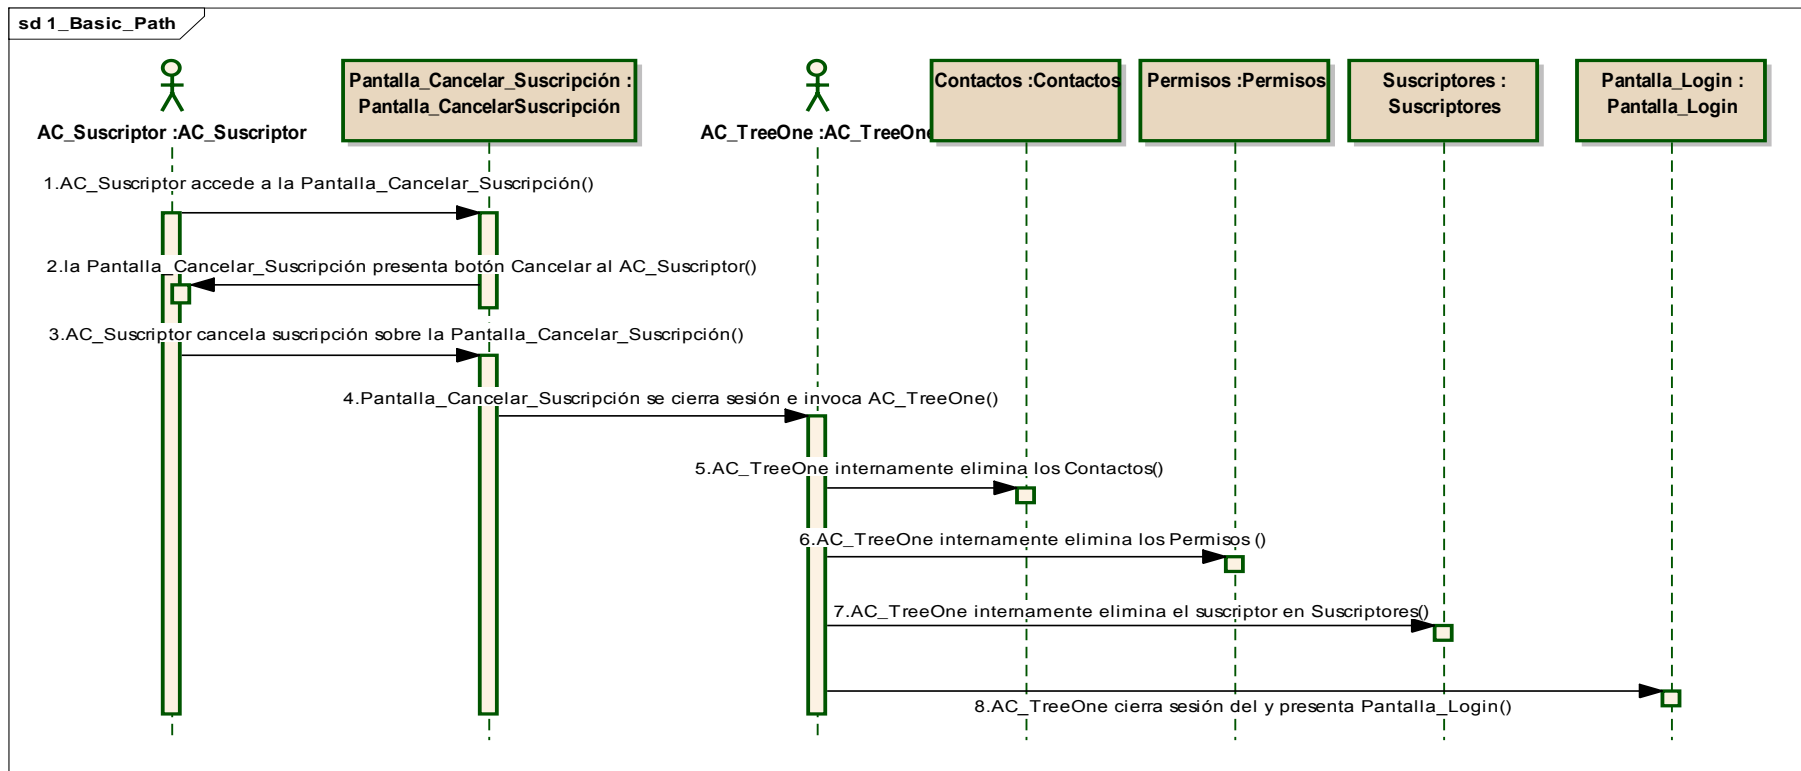 sd 1_Basic_Path
AC_Suscriptor :AC_Suscriptor
Pantalla_Cancelar_Suscripción :
Pantalla_CancelarSuscripción
AC_TreeOne :AC_TreeOne
Contactos :Contactos
Permisos :Permisos
Suscriptores :
Suscriptores
Pantalla_Login :
Pantalla_Login
1.AC_Suscriptor accede a la Pantalla_Cancelar_Suscripción()
2.la Pantalla_Cancelar_Suscripción presenta botón Cancelar al AC_Suscriptor()
3.AC_Suscriptor cancela suscripción sobre la Pantalla_Cancelar_Suscripción()
4.Pantalla_Cancelar_Suscripción se cierra sesión e invoca AC_TreeOne()
5.AC_TreeOne internamente elimina los Contactos()
6.AC_TreeOne internamente elimina los Permisos ()
7.AC_TreeOne internamente elimina el suscriptor en Suscriptores()
8.AC_TreeOne cierra sesión del y presenta Pantalla_Login()